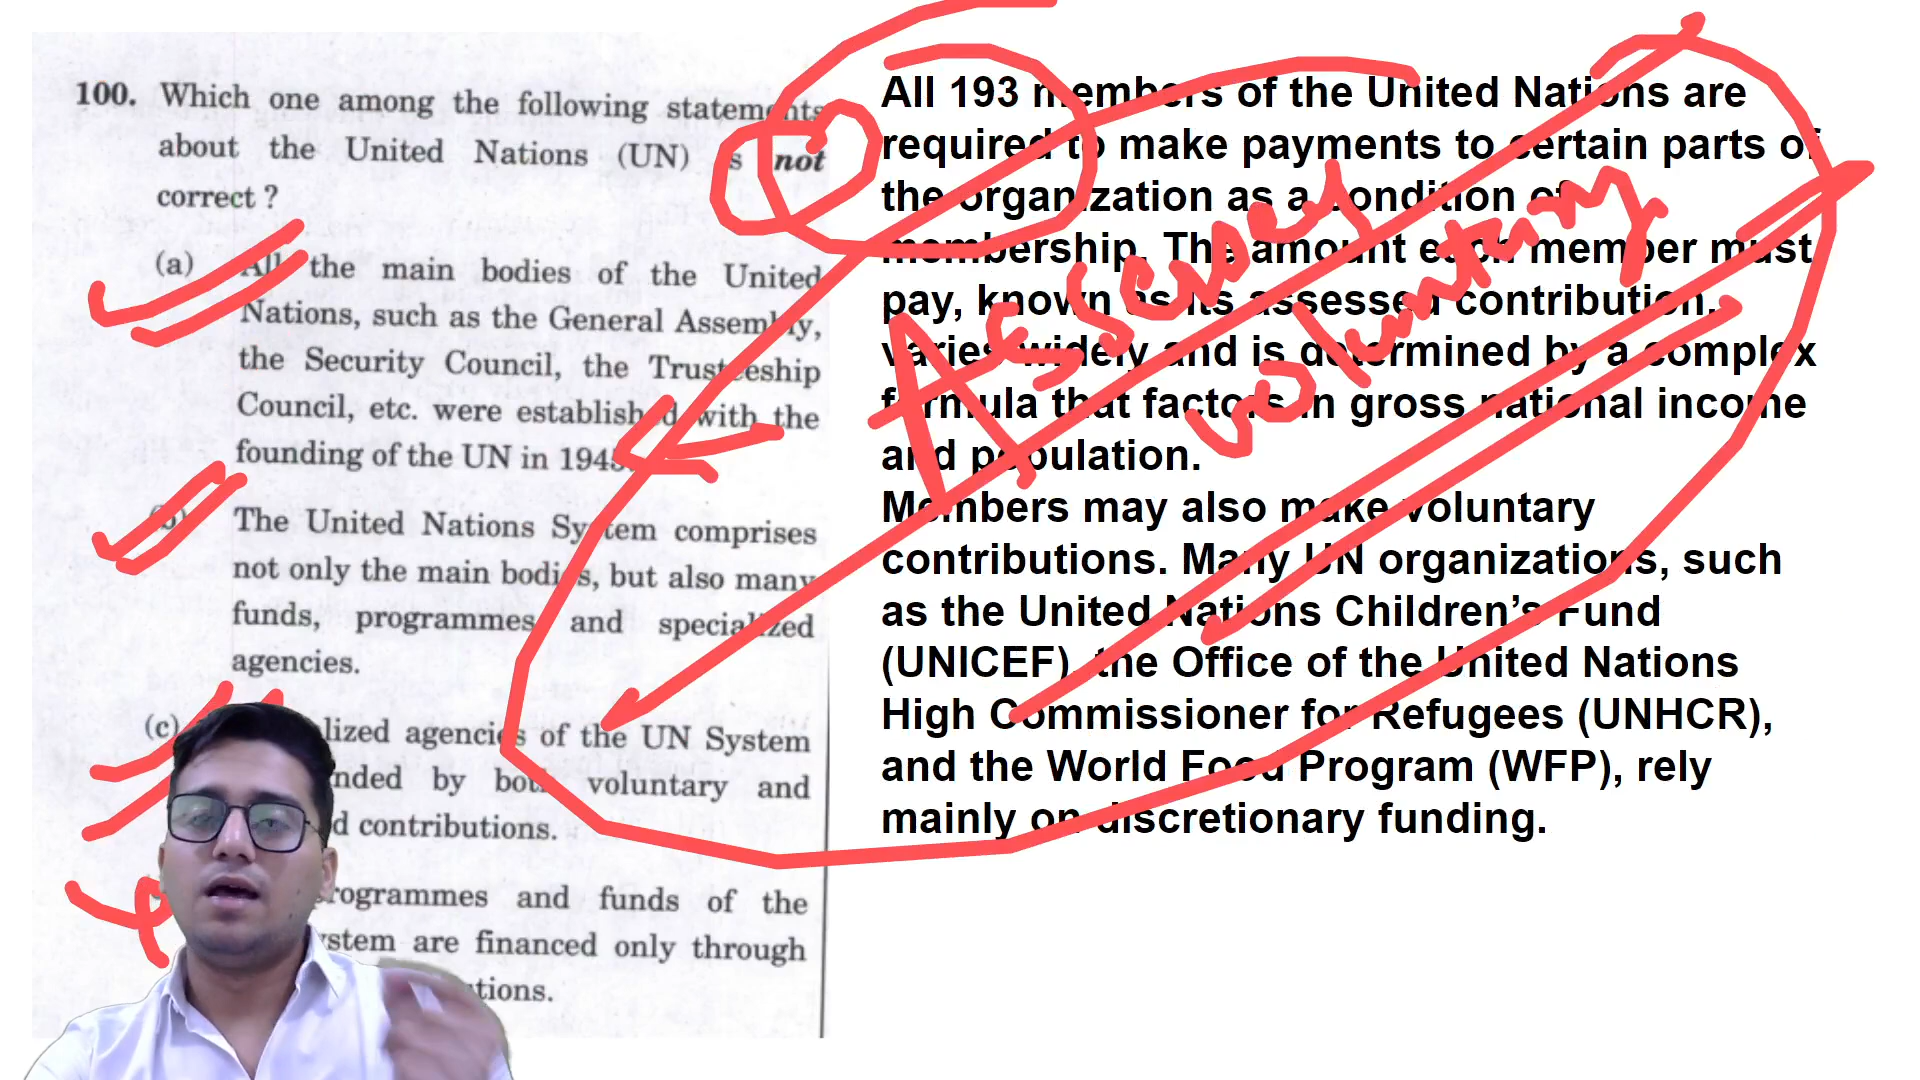 100. Which one among the following statements
about the United Nations (UN) is not
correct ?
(a) All the main bodies of the United
Nations, such as the General Assembly,
the Security Council, the Trusteeship
Council, etc. were established with the
founding of the UN in 1945.
(b) The United Nations System comprises
not only the main bodies, but also many
funds, programmes and specialized
agencies.
(c) lized agencies of the UN System
nded by both voluntary and
d contributions.
rogrammes and funds of the
ystem are financed only through
tions.
All 193 members of the United Nations are
required to make payments to certain parts of
the organization as a condition of
membership. The amount each member must
pay, known as its assessed contribution,
varies widely and is determined by a complex
formula that factors in gross national income
and population.
Members may also make voluntary
contributions. Many UN organizations, such
as the United Nations Children’s Fund
(UNICEF), the Office of the United Nations
High Commissioner for Refugees (UNHCR),
and the World Food Program (WFP), rely
mainly on discretionary funding.
voluntary